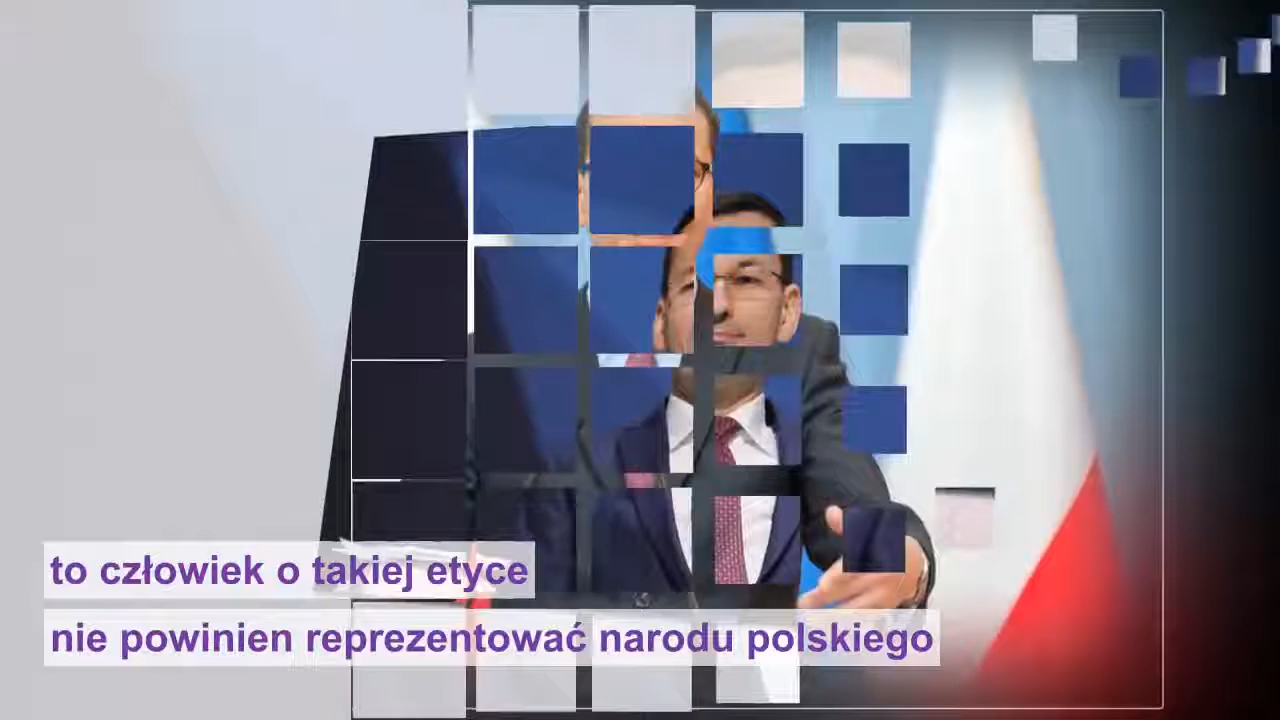 to człowiek o takiej etyce
nie powinien reprezentować narodu polskiego